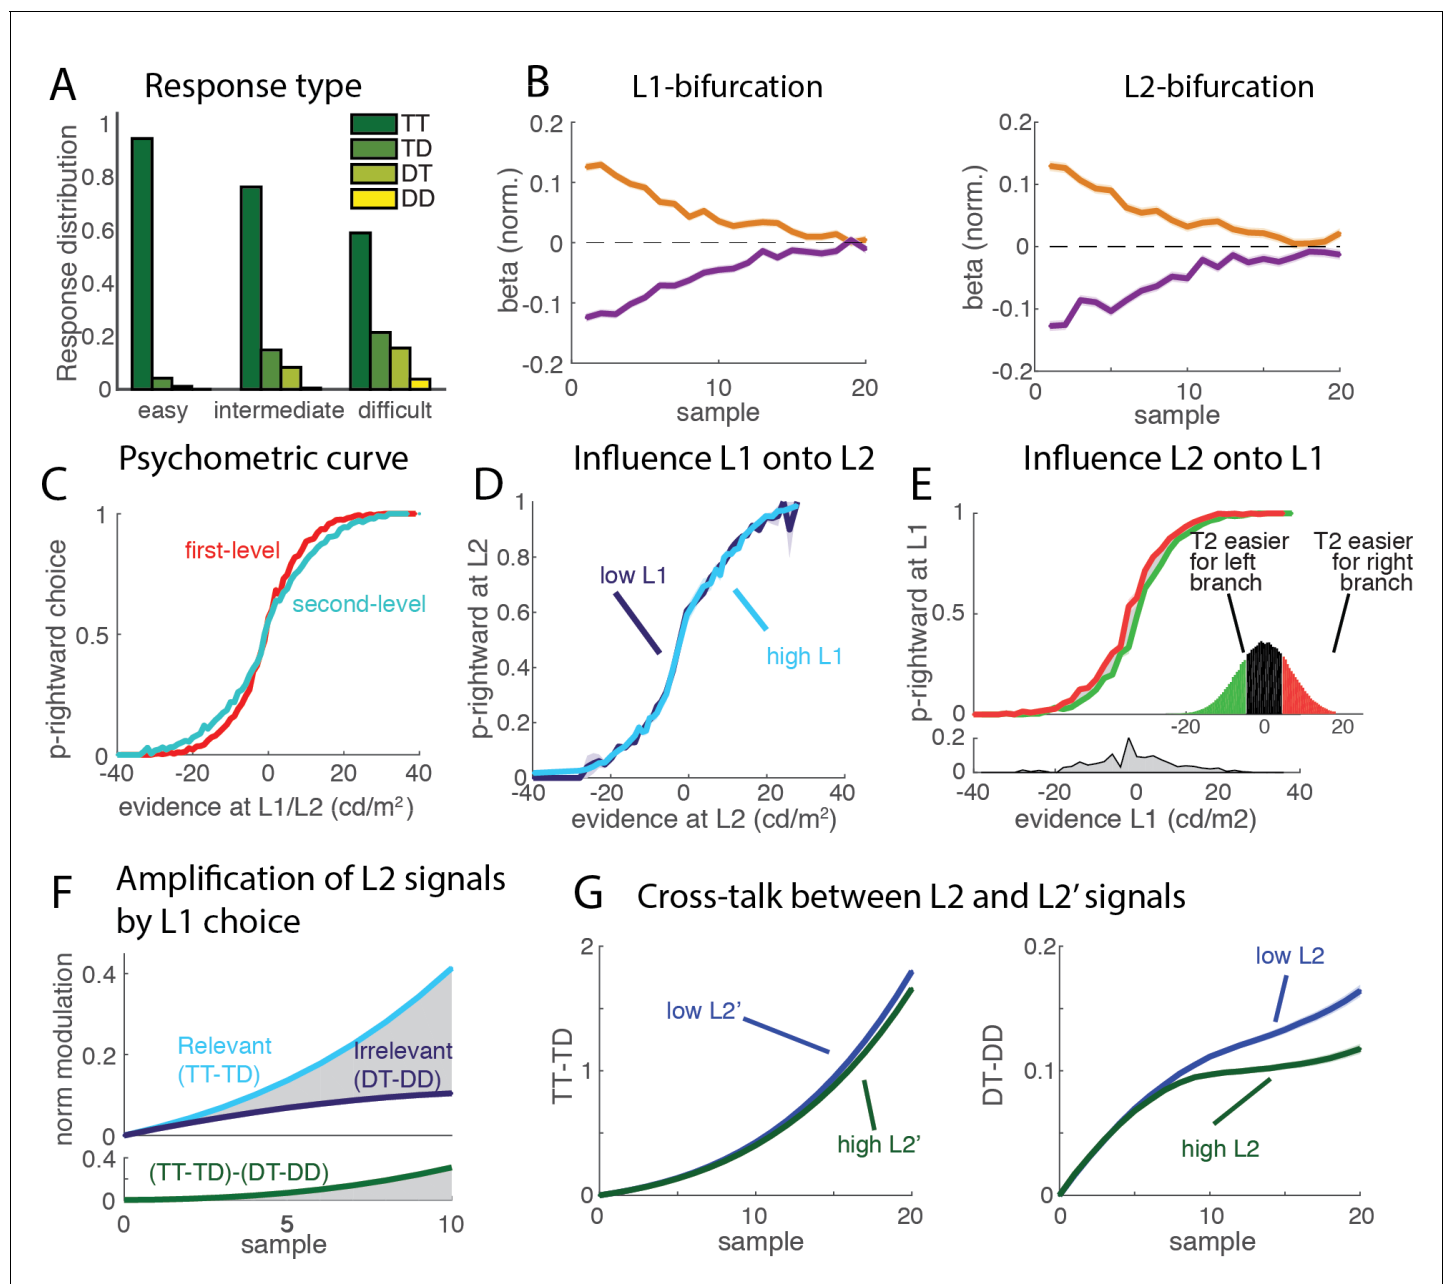 A Response type
Response distribution
1
0.8
0.6
0.4
0.2
0
TT
TD
DT
DD
easy intermediate difficult
B L1-bifurcation
beta (norm.)
0.2
0.1
0
-0.1
-0.2
0 10 20
sample
L2-bifurcation
beta (norm.)
0.2
0.1
0
-0.1
-0.2
0 10 20
sample
C Psychometric curve
p-rightward choice
1
0.5
0
first-level
second-level
-40 -20 0 20 40
evidence at L1/L2 (cd/m²)
D Influence L1 onto L2
p-rightward at L2
1
0.8
0.6
0.4
0.2
0
low L1
high L1
-40 -20 0 20 40
evidence at L2 (cd/m²)
E Influence L2 onto L1
p-rightward at L1
1
0.5
0
T2 easier
for left
branch
T2 easier
for right
branch
-20 0 20
0.2
0
-40 -20 0 20 40
evidence L1 (cd/m2)
F Amplification of L2 signals
by L1 choice
norm modulation
0.4
0.2
0
Relevant
(TT-TD)
Irrelevant
(DT-DD)
0.4
0
(TT-TD)-(DT-DD)
0 5 10
sample
G Cross-talk between L2 and L2’ signals
TT-TD
2
1
0
low L2’
high L2’
0 10 20
sample
DT-DD
0.2
0.1
0
low L2
high L2
0 10 20
sample